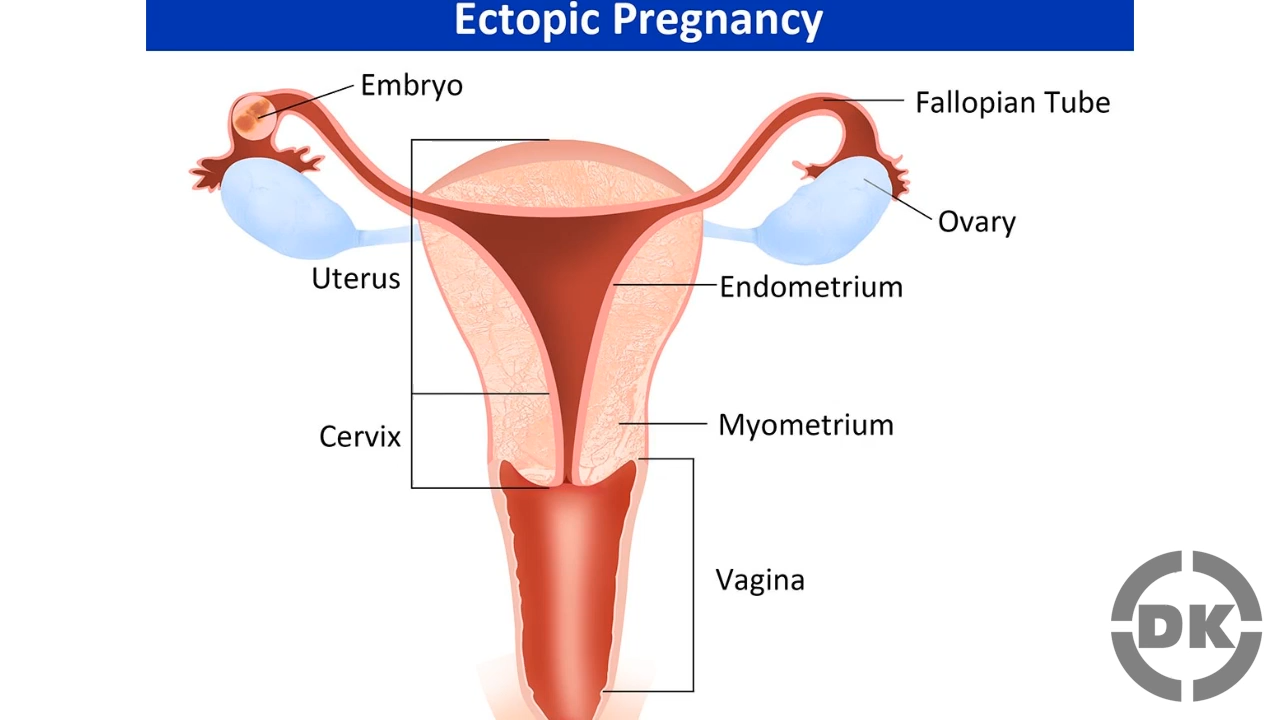 Ectopic Pregnancy
Embryo
Fallopian Tube
Ovary
Uterus
Endometrium
Cervix
Myometrium
Vagina
DK